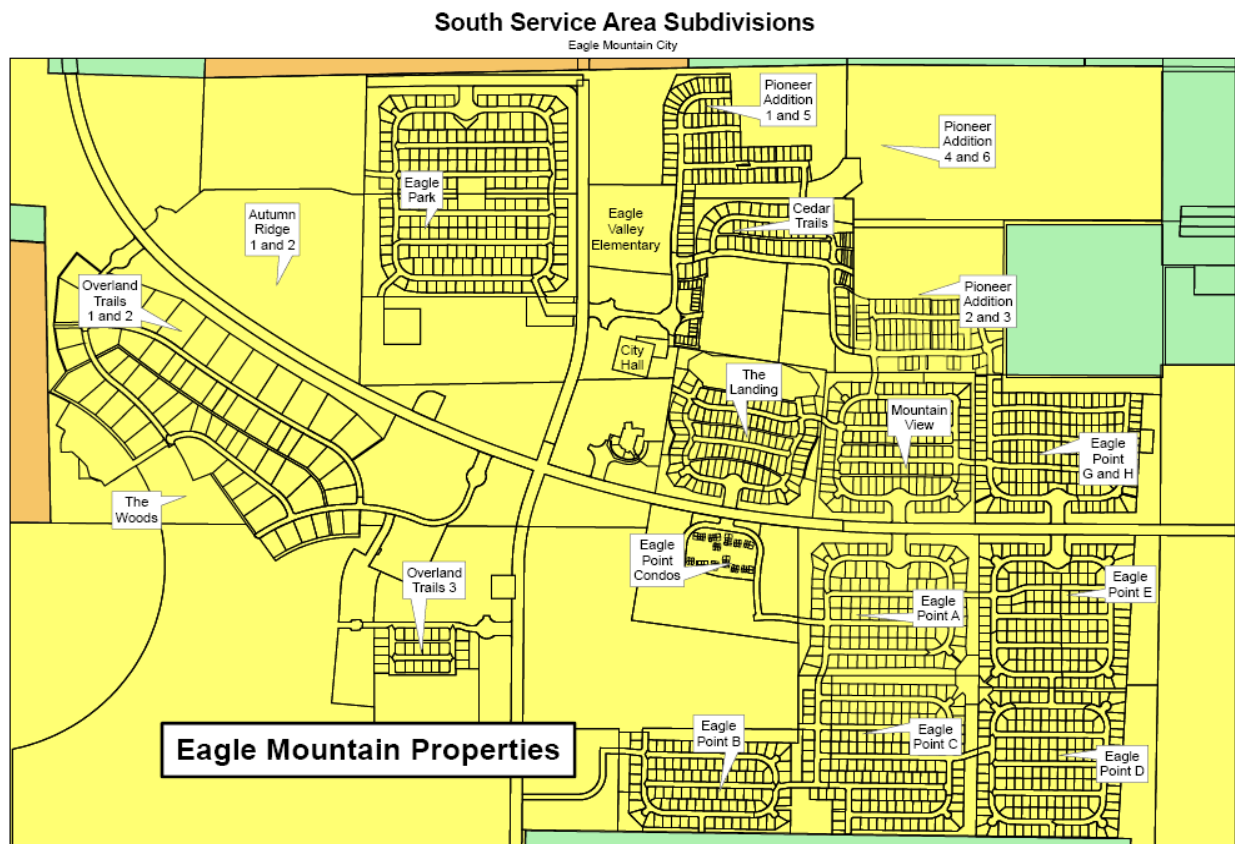 South Service Area Subdivisions
Eagle Mountain City
Pioneer
Addition
1 and 5
Pioneer
Addition
4 and 6
Eagle
Park
Autumn
Ridge
1 and 2
Eagle
Valley
Elementary
Cedar
Trails
Overland
Trails
1 and 2
Pioneer
Addition
2 and 3
City
Hall
The
Landing
Mountain
View
Eagle
Point
G and H
The
Woods
Eagle
Point
Condos
Overland
Trails 3
Eagle
Point A
Eagle
Point E
Eagle
Point B
Eagle
Point C
Eagle
Point D
Eagle Mountain Properties